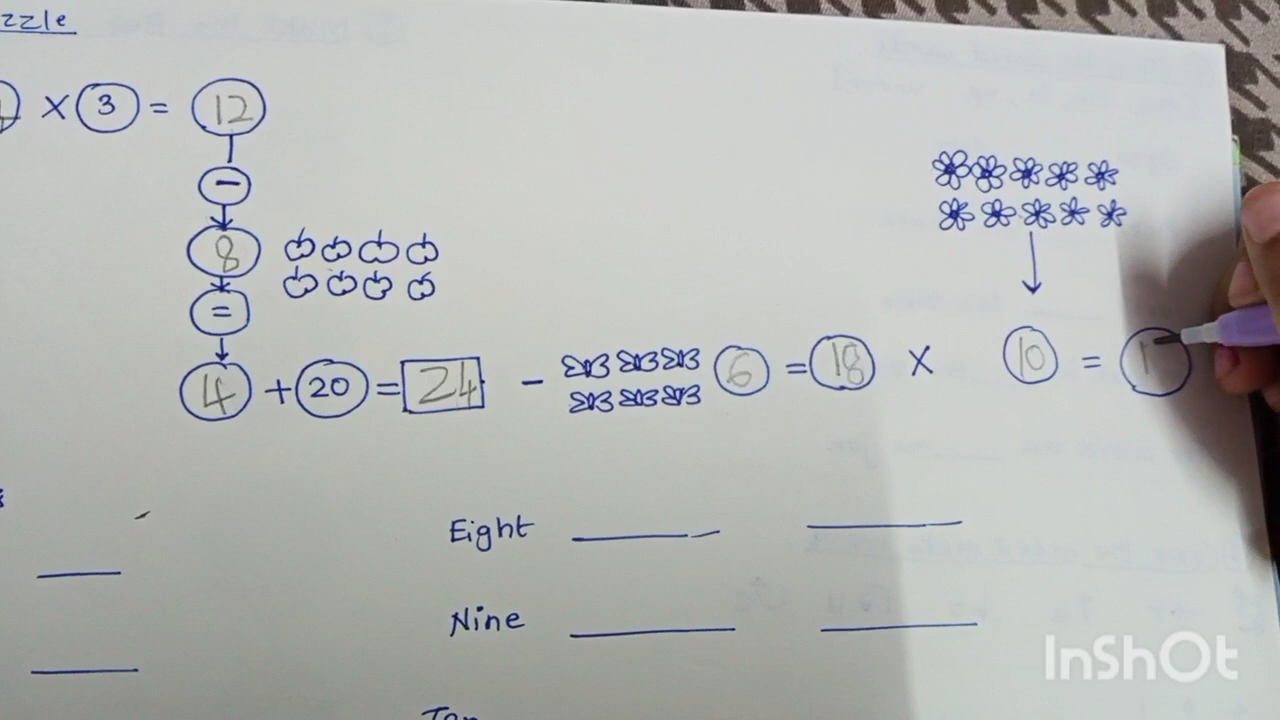 zzle
× 3 = 12
-
8
=
4 + 20 = 24 - 6 = 18 × 10 = 1
Eight
Nine
InShOt